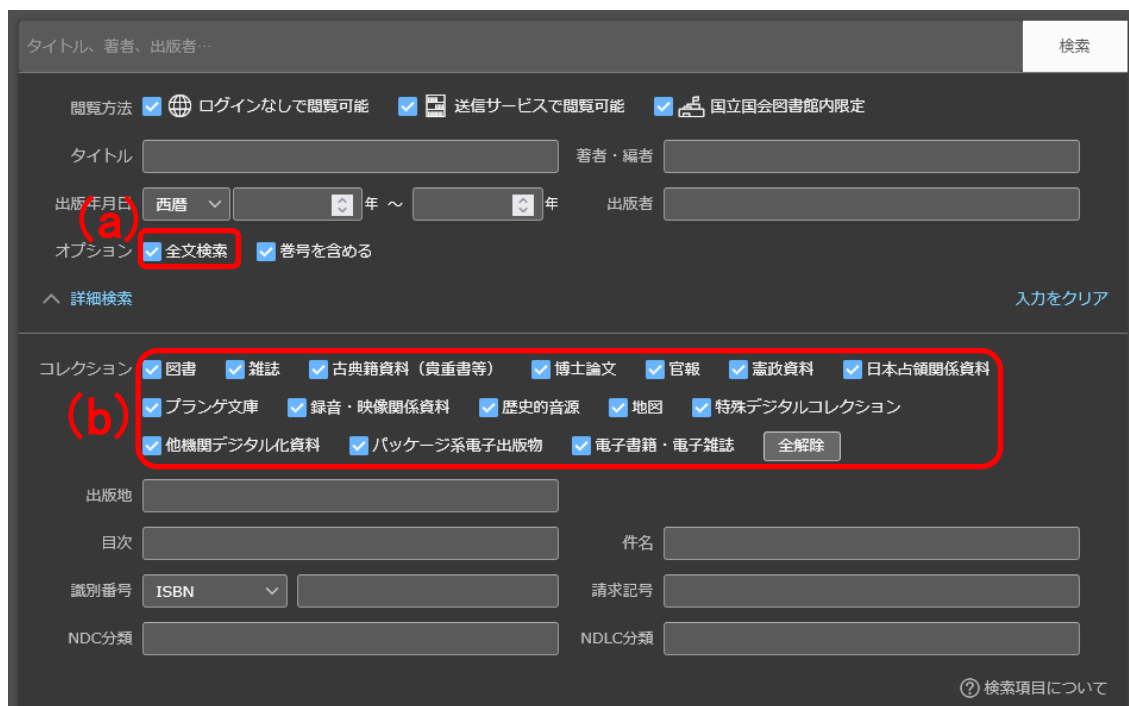 タイトル、著者、出版者… 検索
閲覧方法 ログインなしで閲覧可能 送信サービスで閲覧可能 国立国会図書館内限定
タイトル 著者・編者
出版年月日 西暦 年 ～ 年 出版者
(a)
オプション 全文検索 巻号を含める
詳細検索 入力をクリア
コレクション 図書 雑誌 古典籍資料（貴重書等） 博士論文 官報 憲政資料 日本占領関係資料
(b) プランゲ文庫 録音・映像関係資料 歴史的音源 地図 特殊デジタルコレクション
他機関デジタル化資料 パッケージ系電子出版物 電子書籍・電子雑誌 全解除
出版地
目次 件名
識別番号 ISBN 請求記号
NDC分類 NDLC分類
? 検索項目について